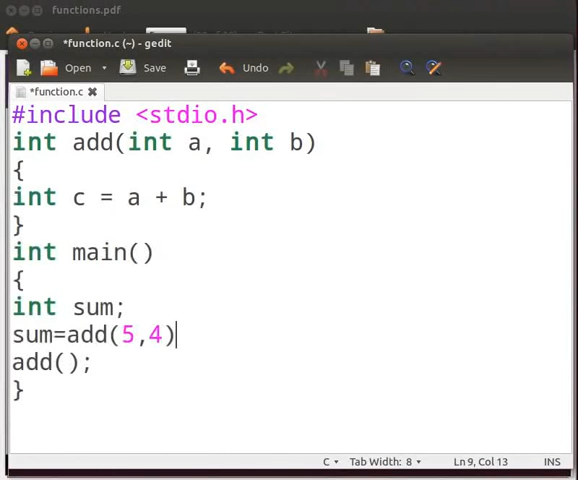 functions.pdf
*function.c (~) - gedit
Open
Save
Undo
*function.c
#include <stdio.h>
int add(int a, int b)
{
int c = a + b;
}
int main()
{
int sum;
sum=add(5,4)
add();
}
C
Tab Width: 8
Ln 9, Col 13
INS